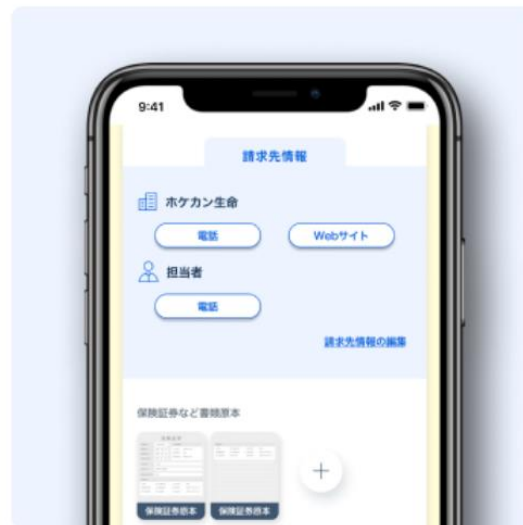 9:41
請求先情報
ホケカン生命
電話 Webサイト
担当者
電話
請求先情報の編集
保険証券など書類原本
保険証券原本 保険証券原本